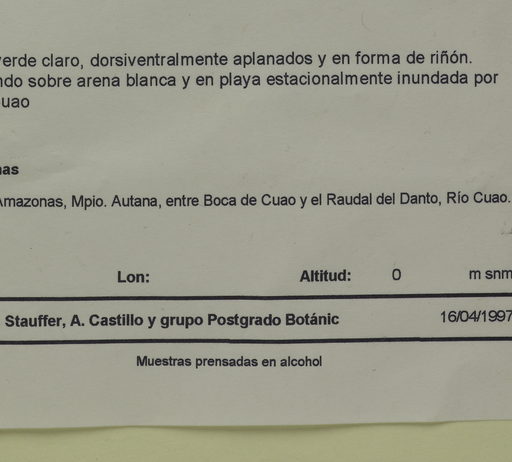 verde claro, dorsiventralmente aplanados y en forma de riñón.
ndo sobre arena blanca y en playa estacionalmente inundada por
uao
nas
Amazonas, Mpio. Autana, entre Boca de Cuao y el Raudal del Danto, Río Cuao.
Lon: Altitud: 0 m snm
Stauffer, A. Castillo y grupo Postgrado Botánic 16/04/1997
Muestras prensadas en alcohol